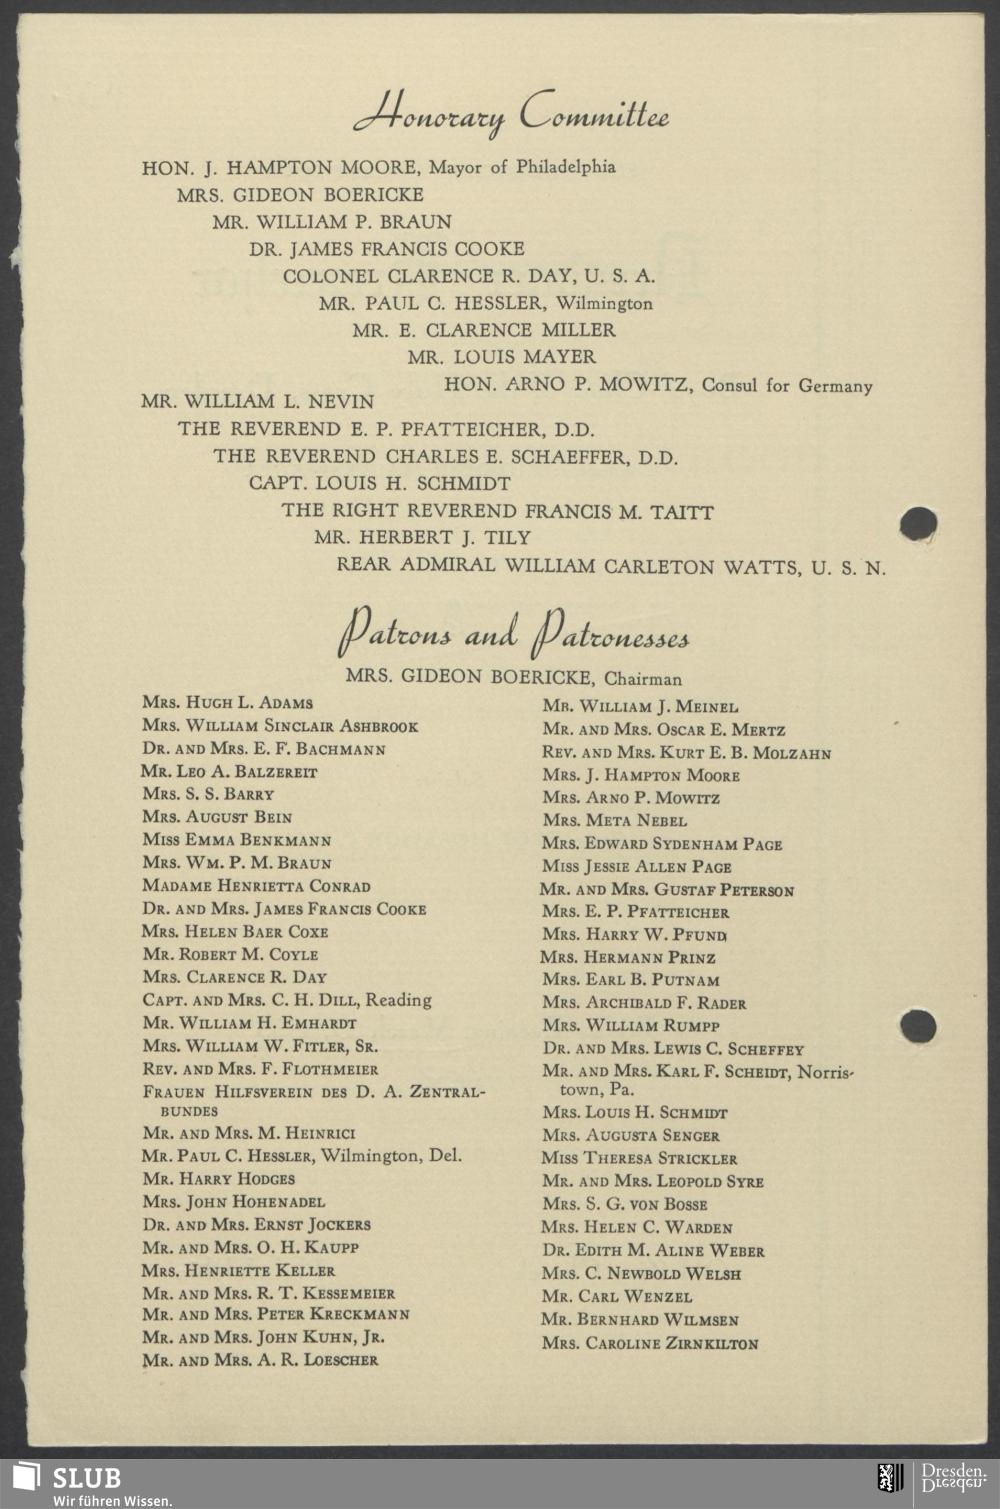 Honorary Committee
HON. J. HAMPTON MOORE, Mayor of Philadelphia
MRS. GIDEON BOERICKE
MR. WILLIAM P. BRAUN
DR. JAMES FRANCIS COOKE
COLONEL CLARENCE R. DAY, U. S. A.
MR. PAUL C. HESSLER, Wilmington
MR. E. CLARENCE MILLER
MR. LOUIS MAYER
HON. ARNO P. MOWITZ, Consul for Germany
MR. WILLIAM L. NEVIN
THE REVEREND E. P. PFATTEICHER, D.D.
THE REVEREND CHARLES E. SCHAEFFER, D.D.
CAPT. LOUIS H. SCHMIDT
THE RIGHT REVEREND FRANCIS M. TAITT
MR. HERBERT J. TILY
REAR ADMIRAL WILLIAM CARLETON WATTS, U. S. N.
Patrons and Patronesses
MRS. GIDEON BOERICKE, Chairman
MRS. HUGH L. ADAMS
MRS. WILLIAM SINCLAIR ASHBROOK
DR. AND MRS. E. F. BACHMANN
MR. LEO A. BALZEREIT
MRS. S. S. BARRY
MRS. AUGUST BEIN
MISS EMMA BENKMANN
MRS. WM. P. M. BRAUN
MADAME HENRIETTA CONRAD
DR. AND MRS. JAMES FRANCIS COOKE
MRS. HELEN BAER COXE
MR. ROBERT M. COYLE
MRS. CLARENCE R. DAY
CAPT. AND MRS. C. H. DILL, Reading
MR. WILLIAM H. EMHARDT
MRS. WILLIAM W. FITLER, SR.
REV. AND MRS. F. FLOTHMEIER
FRAUEN HILFSVEREIN DES D. A. ZENTRAL-
BUNDES
MR. AND MRS. M. HEINRICI
MR. PAUL C. HESSLER, Wilmington, Del.
MR. HARRY HODGES
MRS. JOHN HOHENADEL
DR. AND MRS. ERNST JOCKERS
MR. AND MRS. O. H. KAUPP
MRS. HENRIETTE KELLER
MR. AND MRS. R. T. KESSEMEIER
MR. AND MRS. PETER KRECKMANN
MR. AND MRS. JOHN KUHN, JR.
MR. AND MRS. A. R. LOESCHER
MR. WILLIAM J. MEINEL
MR. AND MRS. OSCAR E. MERTZ
REV. AND MRS. KURT E. B. MOLZAHN
MRS. J. HAMPTON MOORE
MRS. ARNO P. MOWITZ
MRS. META NEBEL
MRS. EDWARD SYDENHAM PAGE
MISS JESSIE ALLEN PAGE
MR. AND MRS. GUSTAF PETERSON
MRS. E. P. PFATTEICHER
MRS. HARRY W. PFUND
MRS. HERMANN PRINZ
MRS. EARL B. PUTNAM
MRS. ARCHIBALD F. RADER
MRS. WILLIAM RUMPP
DR. AND MRS. LEWIS C. SCHEFFEY
MR. AND MRS. KARL F. SCHEIDT, Norris-
town, Pa.
MRS. LOUIS H. SCHMIDT
MRS. AUGUSTA SENGER
MISS THERESA STRICKLER
MR. AND MRS. LEOPOLD SYRE
MRS. S. G. VON BOSSE
MRS. HELEN C. WARDEN
DR. EDITH M. ALINE WEBER
MRS. C. NEWBOLD WELSH
MR. CARL WENZEL
MR. BERNHARD WILMSEN
MRS. CAROLINE ZIRNKILTON
SLUB
Wir führen Wissen.
Dresden.
Dresden.